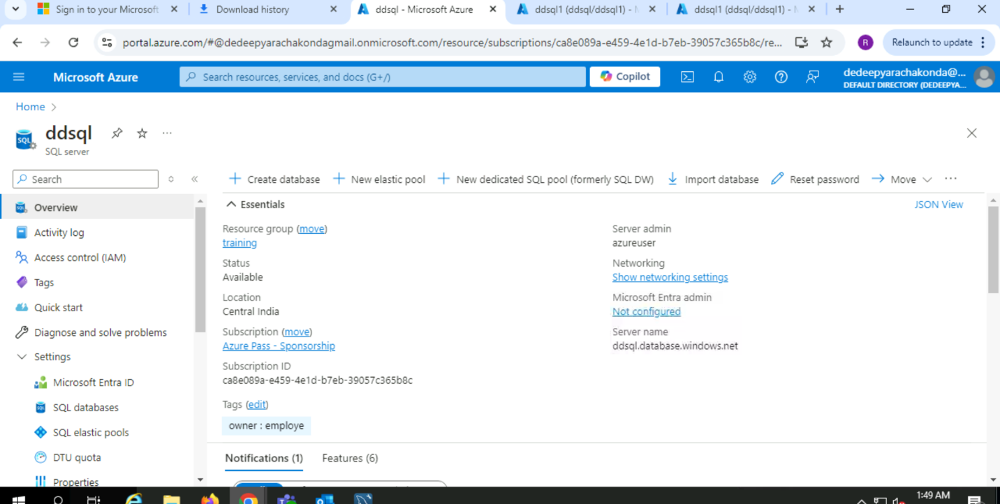 Sign in to your Microsoft
Download history
ddsql - Microsoft Azure
ddsql1 (ddsql/ddsql1) -
ddsql1 (ddsql/ddsql1) -
portal.azure.com/#@dedeepyarachakondagmail.onmicrosoft.com/resource/subscriptions/ca8e089a-e459-4e1d-b7eb-39057c365b8c/re...
R
Relaunch to update
Microsoft Azure
Search resources, services, and docs (G+/)
Copilot
dedeepyarachakonda@...
DEFAULT DIRECTORY (DEDEEPYA...
Home >
SQL
ddsql
SQL server
Search
Create database
New elastic pool
New dedicated SQL pool (formerly SQL DW)
Import database
Reset password
Move
Overview
Activity log
Access control (IAM)
Tags
Quick start
Diagnose and solve problems
Settings
Microsoft Entra ID
SQL databases
SQL elastic pools
DTU quota
Properties
Essentials
JSON View
Resource group (move)
training
Status
Available
Location
Central India
Subscription (move)
Azure Pass - Sponsorship
Subscription ID
ca8e089a-e459-4e1d-b7eb-39057c365b8c
Tags (edit)
owner : employe
Server admin
azureuser
Networking
Show networking settings
Microsoft Entra admin
Not configured
Server name
ddsql.database.windows.net
Notifications (1)
Features (6)
1:49 AM